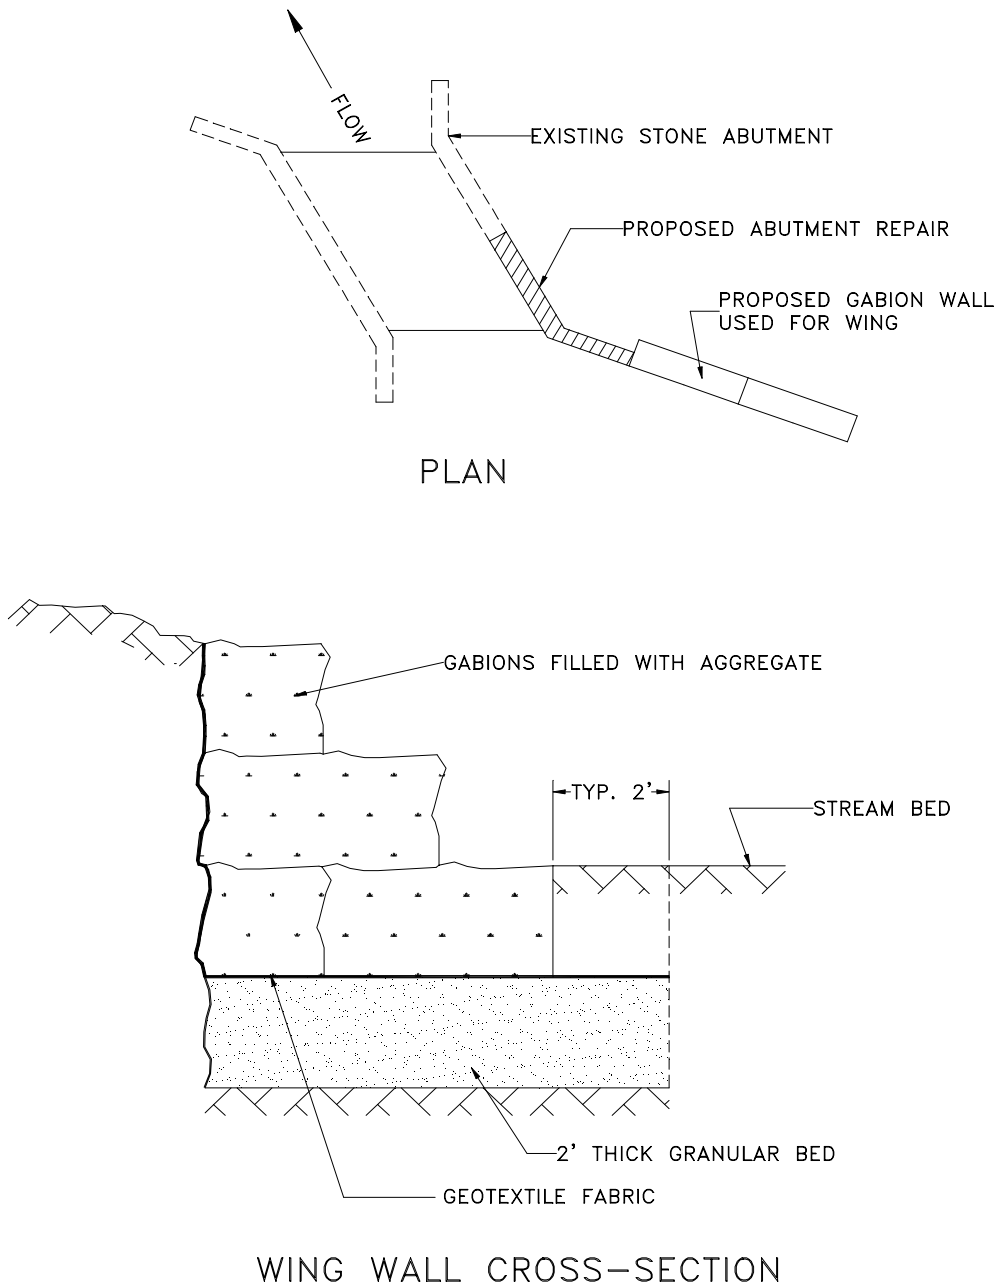 FLOW
EXISTING STONE ABUTMENT
PROPOSED ABUTMENT REPAIR
PROPOSED GABION WALL
USED FOR WING
PLAN
GABIONS FILLED WITH AGGREGATE
TYP. 2'
STREAM BED
2' THICK GRANULAR BED
GEOTEXTILE FABRIC
WING WALL CROSS-SECTION